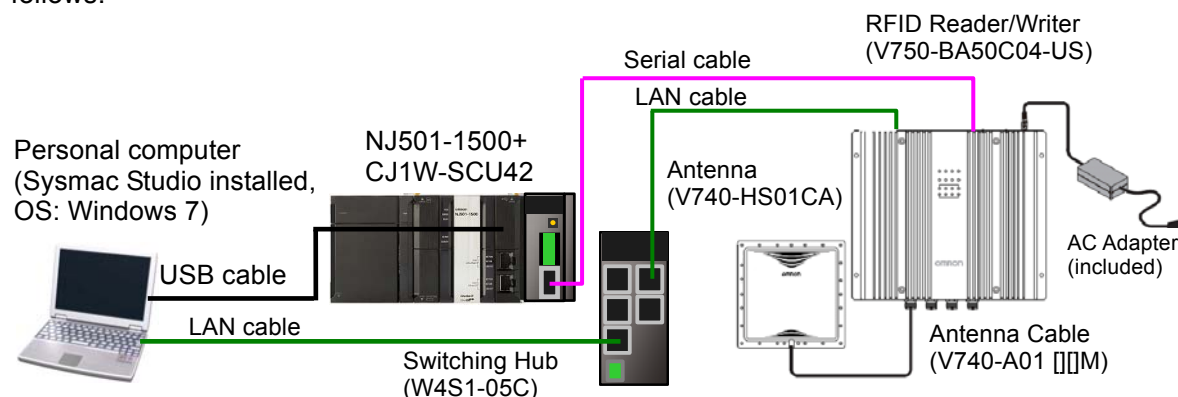 follows:
RFID Reader/Writer
(V750-BA50C04-US)
Serial cable
LAN cable
NJ501-1500+
CJ1W-SCU42
Personal computer
(Sysmac Studio installed,
OS: Windows 7)
Antenna
(V740-HS01CA)
AC Adapter
(included)
USB cable
LAN cable
Switching Hub
(W4S1-05C)
Antenna Cable
(V740-A01 [][]M)
omron
omron